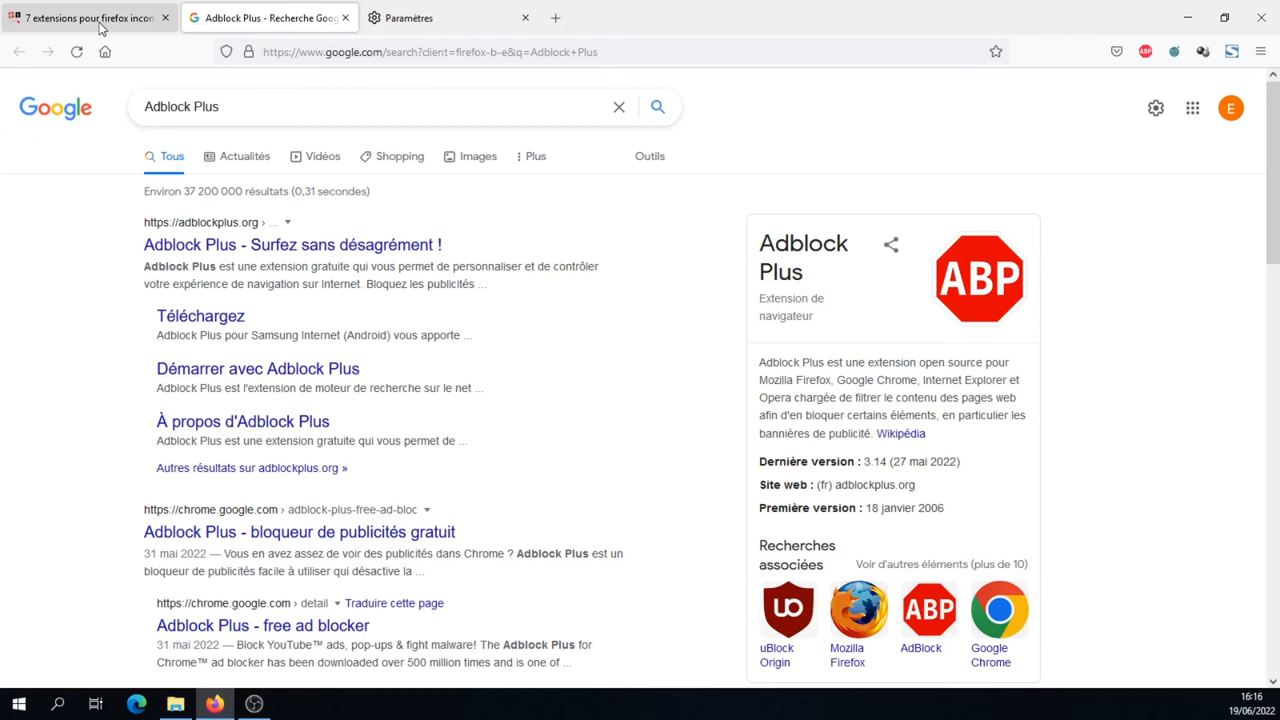 7 extensions pour firefox incon
Adblock Plus - Recherche Goog
Paramètres
https://www.google.com/search?client=firefox-b-e&q=Adblock+Plus
ABP
Google
Adblock Plus
E
Tous
Actualités
Vidéos
Shopping
Images
Plus
Outils
Environ 37 200 000 résultats (0,31 secondes)
https://adblockplus.org › ...
Adblock Plus - Surfez sans désagrément !
Adblock Plus est une extension gratuite qui vous permet de personnaliser et de contrôler
votre expérience de navigation sur Internet. Bloquez les publicités ...
Téléchargez
Adblock Plus pour Samsung Internet (Android) vous apporte ...
Démarrer avec Adblock Plus
Adblock Plus est l'extension de moteur de recherche sur le net ...
À propos d'Adblock Plus
Adblock Plus est une extension gratuite qui vous permet de ...
Autres résultats sur adblockplus.org »
https://chrome.google.com › adblock-plus-free-ad-bloc
Adblock Plus - bloqueur de publicités gratuit
31 mai 2022 — Vous en avez assez de voir des publicités dans Chrome ? Adblock Plus est un
bloqueur de publicités facile à utiliser qui désactive la ...
https://chrome.google.com › detail Traduire cette page
Adblock Plus - free ad blocker
31 mai 2022 — Block YouTube™ ads, pop-ups & fight malware! The Adblock Plus for
Chrome™ ad blocker has been downloaded over 500 million times and is one of ...
Adblock
Plus
Extension de
navigateur
ABP
Adblock Plus est une extension open source pour
Mozilla Firefox, Google Chrome, Internet Explorer et
Opera chargée de filtrer le contenu des pages web
afin d'en bloquer certains éléments, en particulier les
bannières de publicité. Wikipédia
Dernière version : 3.14 (27 mai 2022)
Site web : (fr) adblockplus.org
Première version : 18 janvier 2006
Recherches
associées
Voir d'autres éléments (plus de 10)
uO
ABP
uBlock
Origin
Mozilla
Firefox
AdBlock
Google
Chrome
16:16
19/06/2022